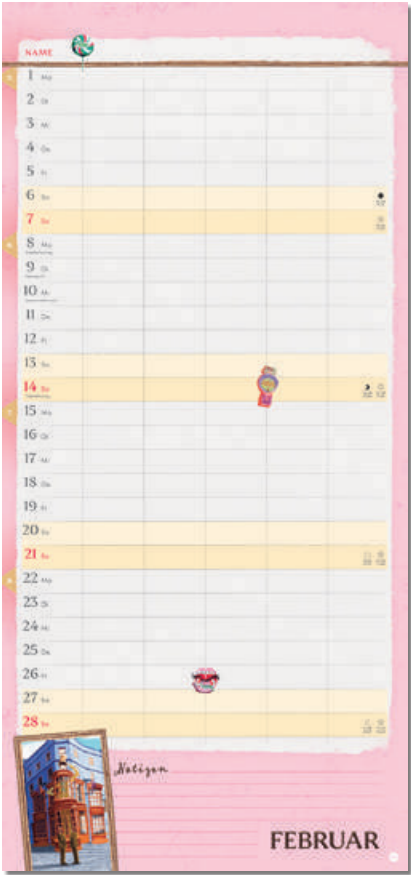 NAME
1 Mo
2 Di
3 Mi
4 Do
5 Fr
6 Sa
7 So
8 Mo
9 Di
10 Mi
11 Do
12 Fr
13 Sa
14 So
15 Mo
16 Di
17 Mi
18 Do
19 Fr
20 Sa
21 So
22 Mo
23 Di
24 Mi
25 Do
26 Fr
27 Sa
28 So
Notizen
FEBRUAR